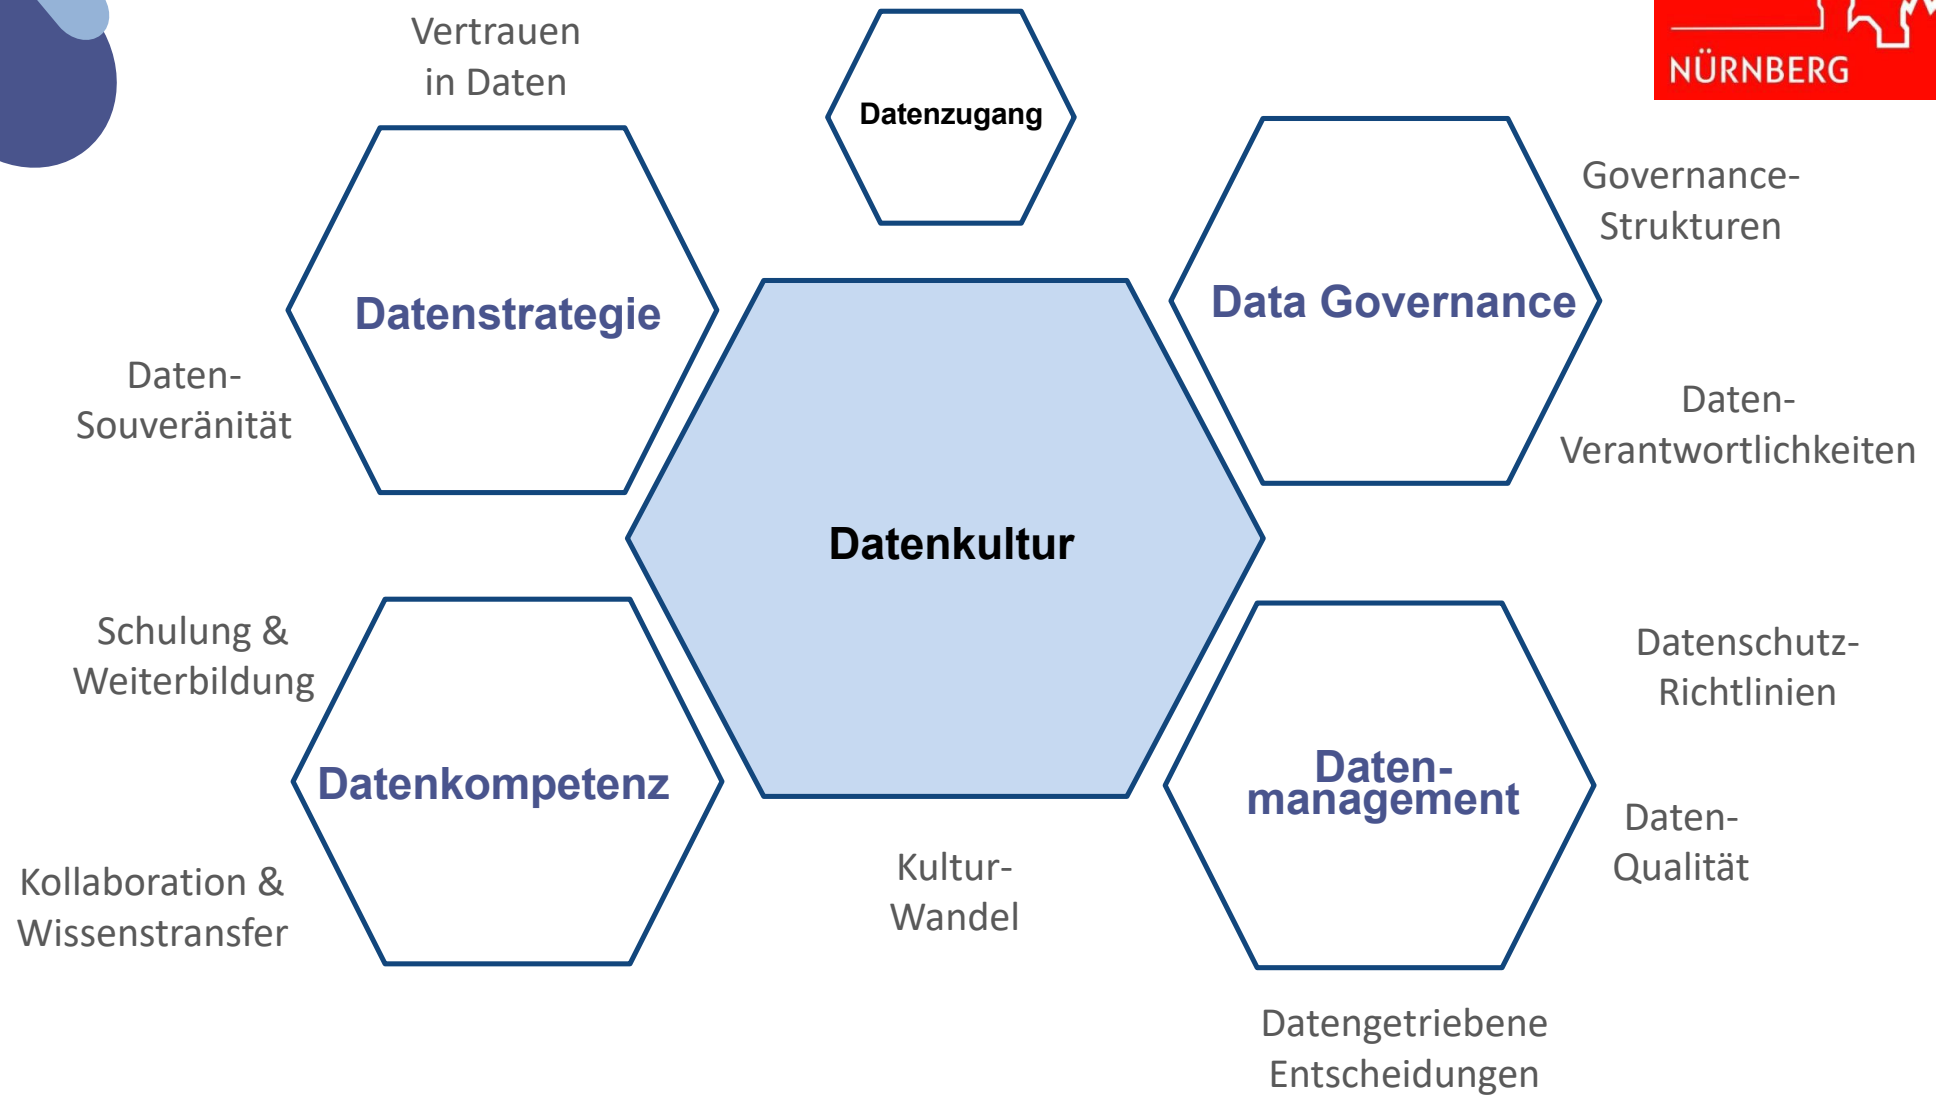 Vertrauen
in Daten
Datenzugang
NÜRNBERG
Governance-
Strukturen
Datenstrategie
Data Governance
Daten-
Souveränität
Daten-
Verantwortlichkeiten
Datenkultur
Schulung &
Weiterbildung
Datenschutz-
Richtlinien
Datenkompetenz
Daten-
management
Daten-
Qualität
Kollaboration &
Wissenstransfer
Kultur-
Wandel
Datengetriebene
Entscheidungen